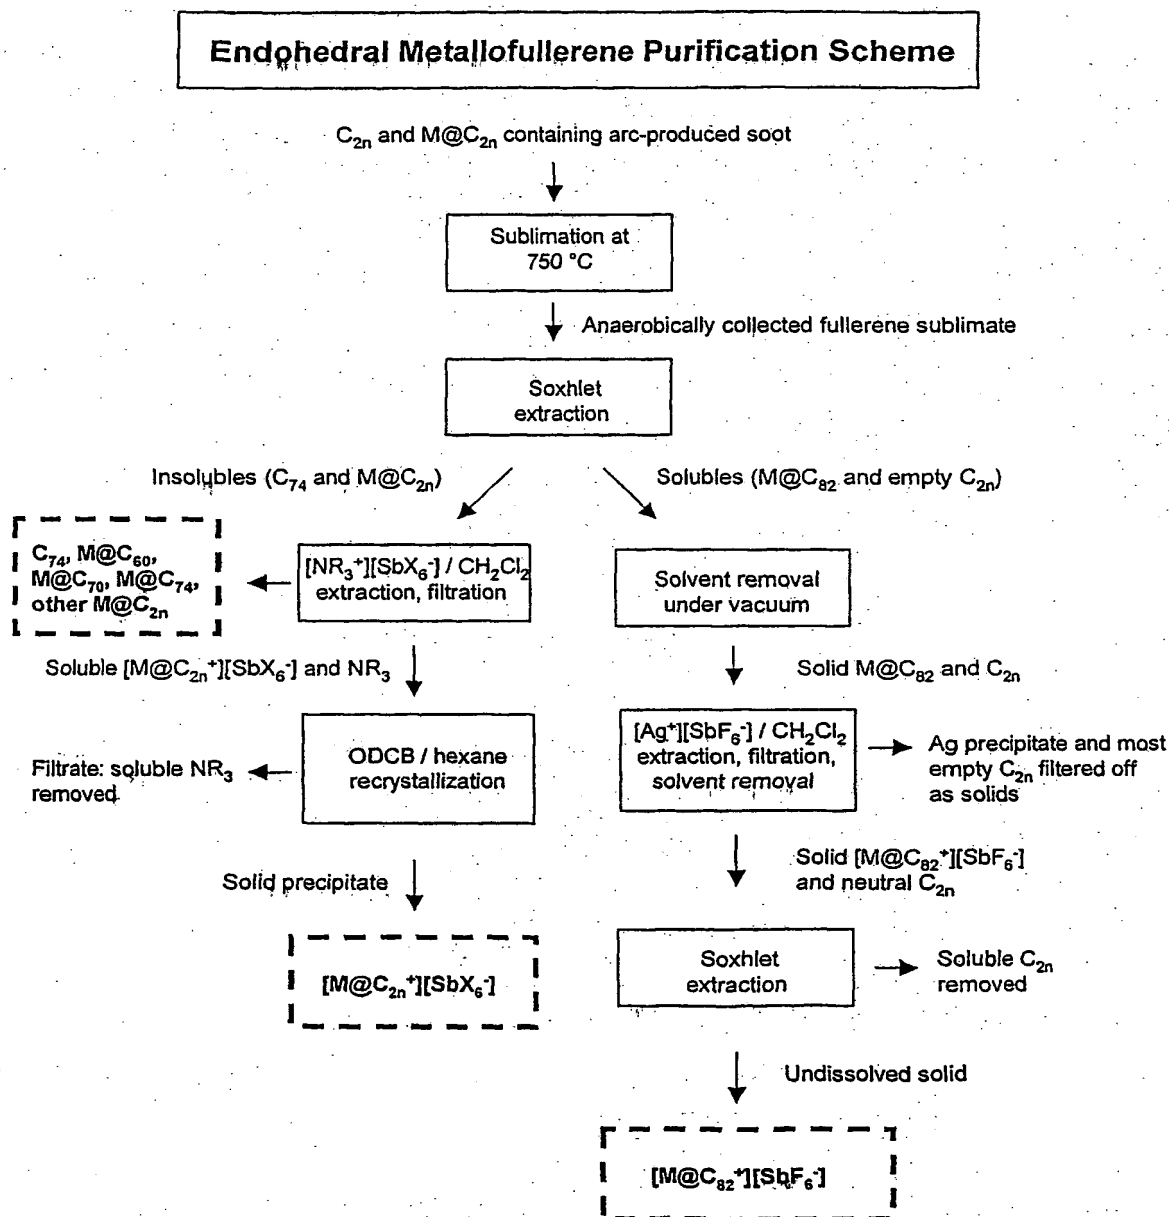 Endohedral Metallofullerene Purification Scheme
C₂ₙ and M@C₂ₙ containing arc-produced soot
Sublimation at
750 °C
Anaerobically collected fullerene sublimate
Soxhlet
extraction
Insolubles (C₇₄ and M@C₂ₙ)
Solubles (M@C₈₂ and empty C₂ₙ)
C₇₄, M@C₆₀,
M@C₇₀, M@C₇₄,
other M@C₂ₙ
[NR₃⁺][SbX₆⁻] / CH₂Cl₂
extraction, filtration
Solvent removal
under vacuum
Soluble [M@C₂ₙ⁺][SbX₆⁻] and NR₃
Solid M@C₈₂ and C₂ₙ
Filtrate: soluble NR₃
removed
ODCB / hexane
recrystallization
[Ag⁺][SbF₆⁻] / CH₂Cl₂
extraction, filtration,
solvent removal
Ag precipitate and most
empty C₂ₙ filtered off
as solids
Solid precipitate
Solid [M@C₈₂⁺][SbF₆⁻]
and neutral C₂ₙ
[M@C₂ₙ⁺][SbX₆⁻]
Soxhlet
extraction
Soluble C₂ₙ
removed
Undissolved solid
[M@C₈₂⁺][SbF₆⁻]